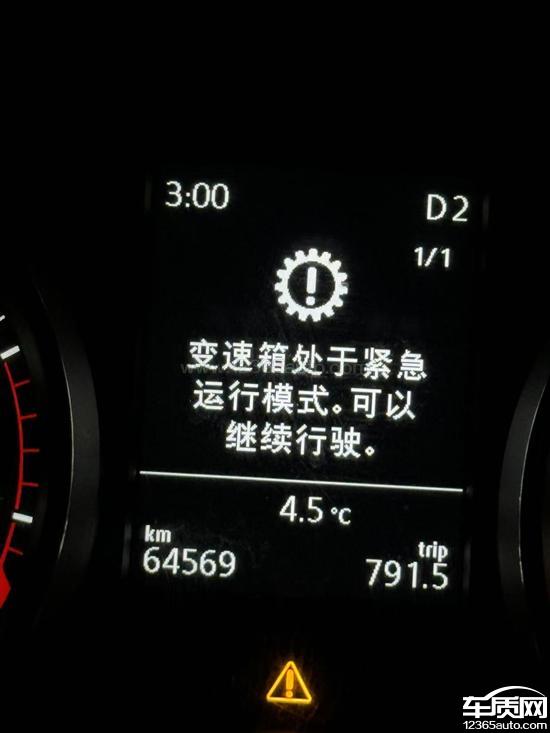 3:00 D2
1/1
变速箱处于紧急
运行模式。可以
继续行驶。
4.5°C
km trip
64569 791.5
车质网
12365auto.com